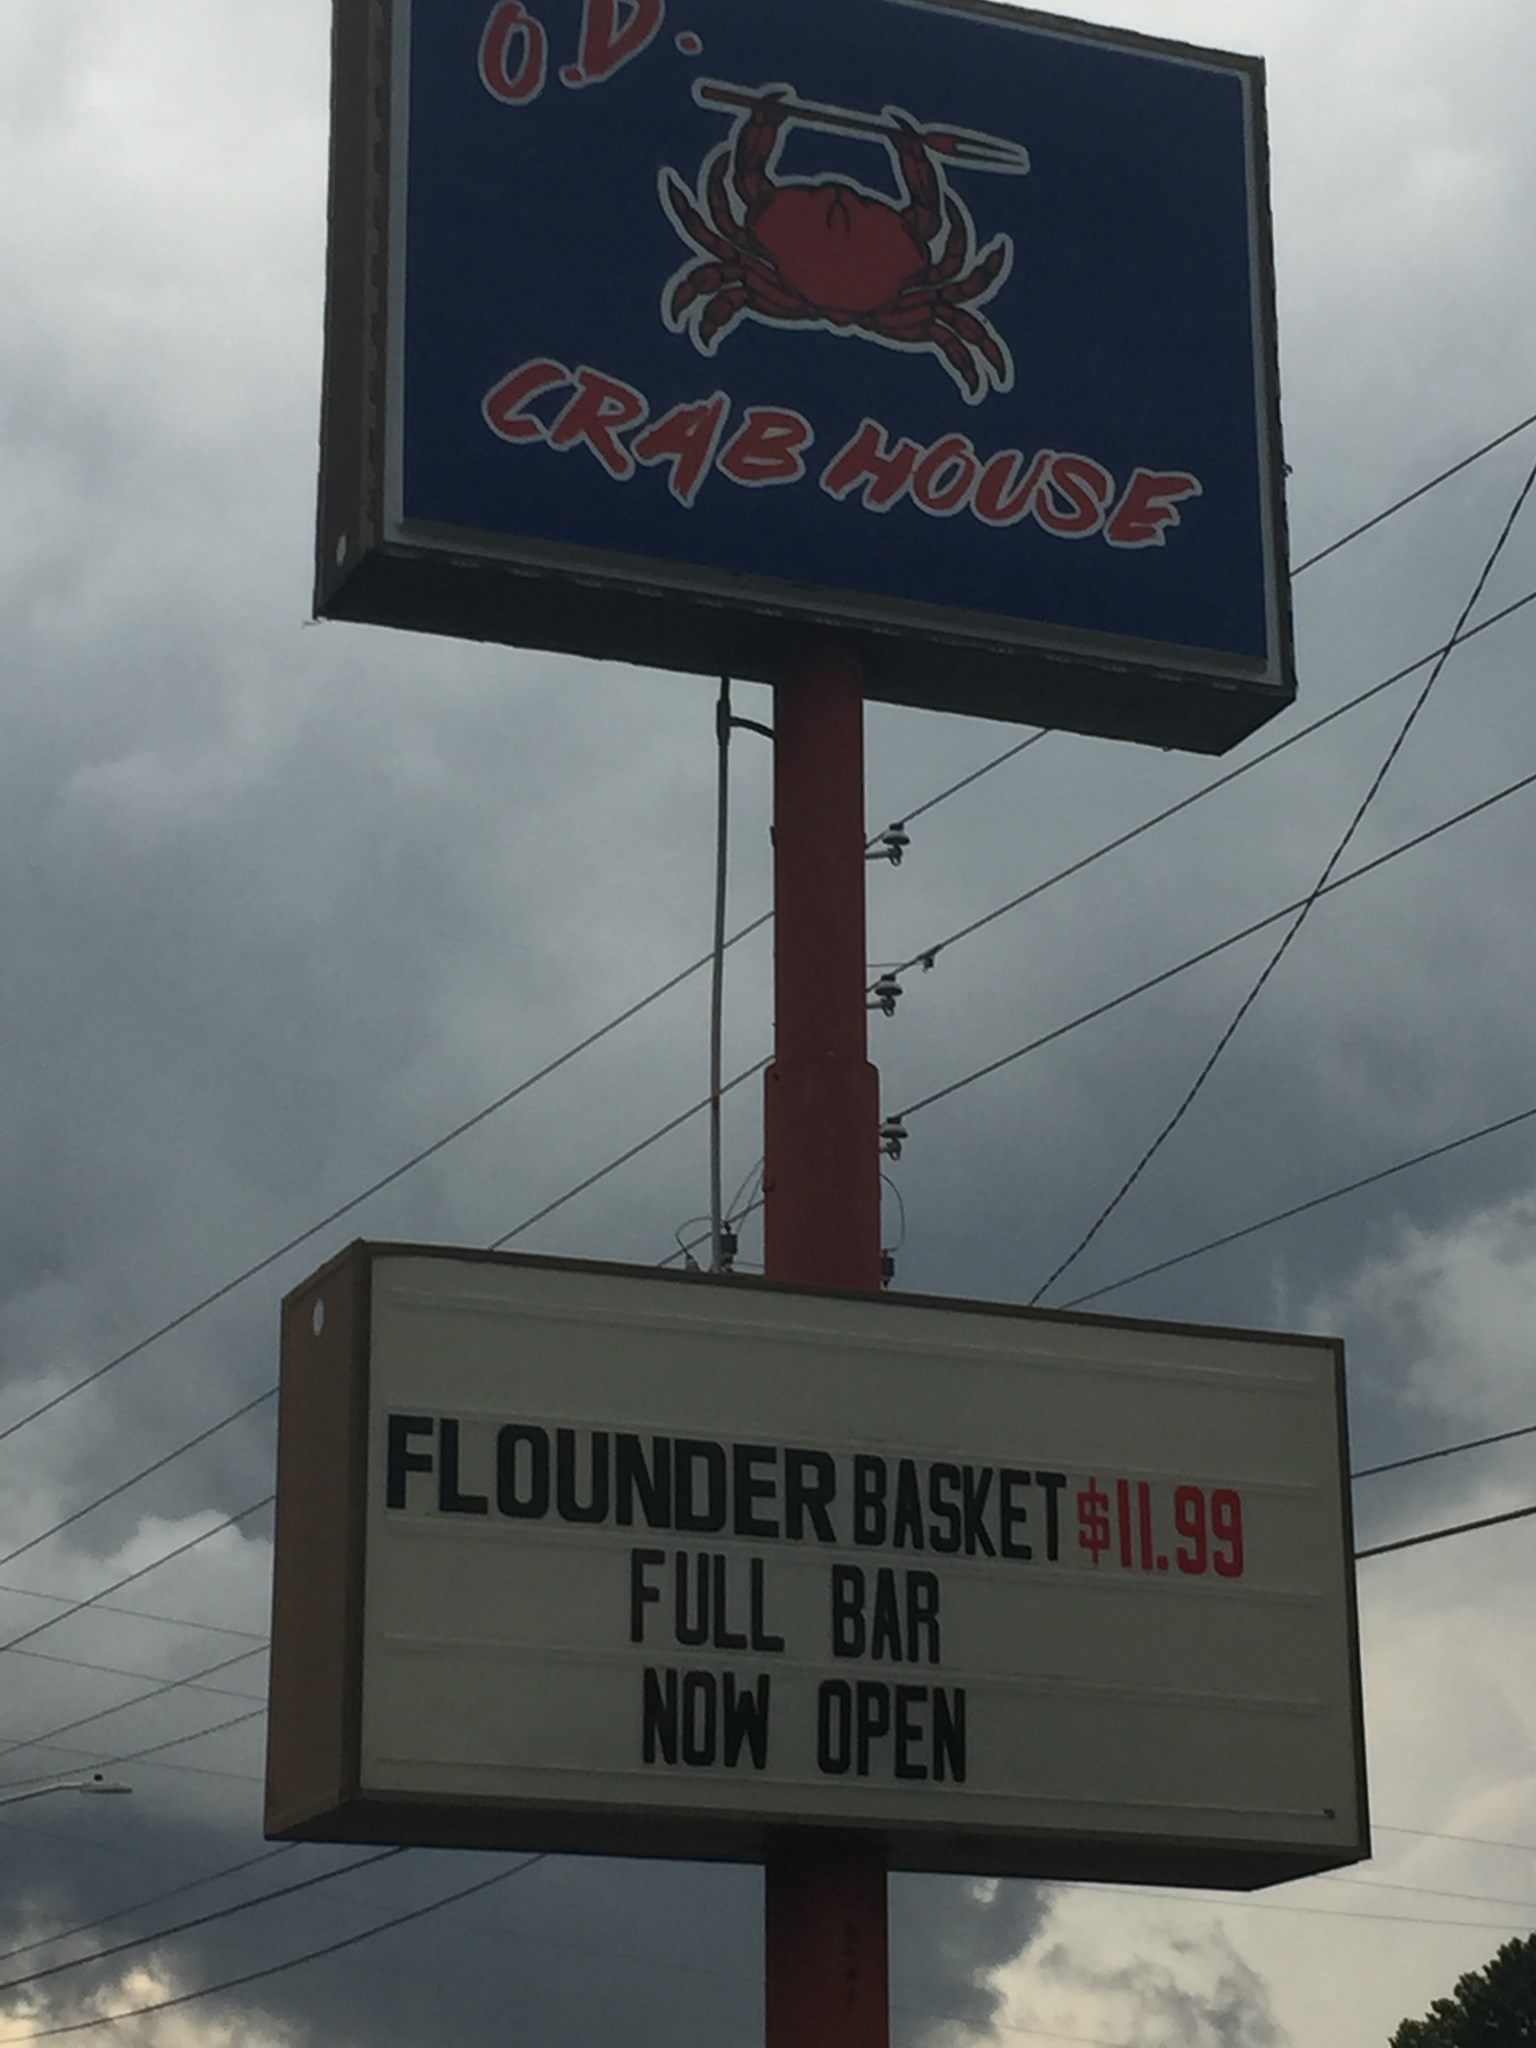 O.D.
CRAB HOUSE
FLOUNDER BASKET $11.99
FULL BAR
NOW OPEN